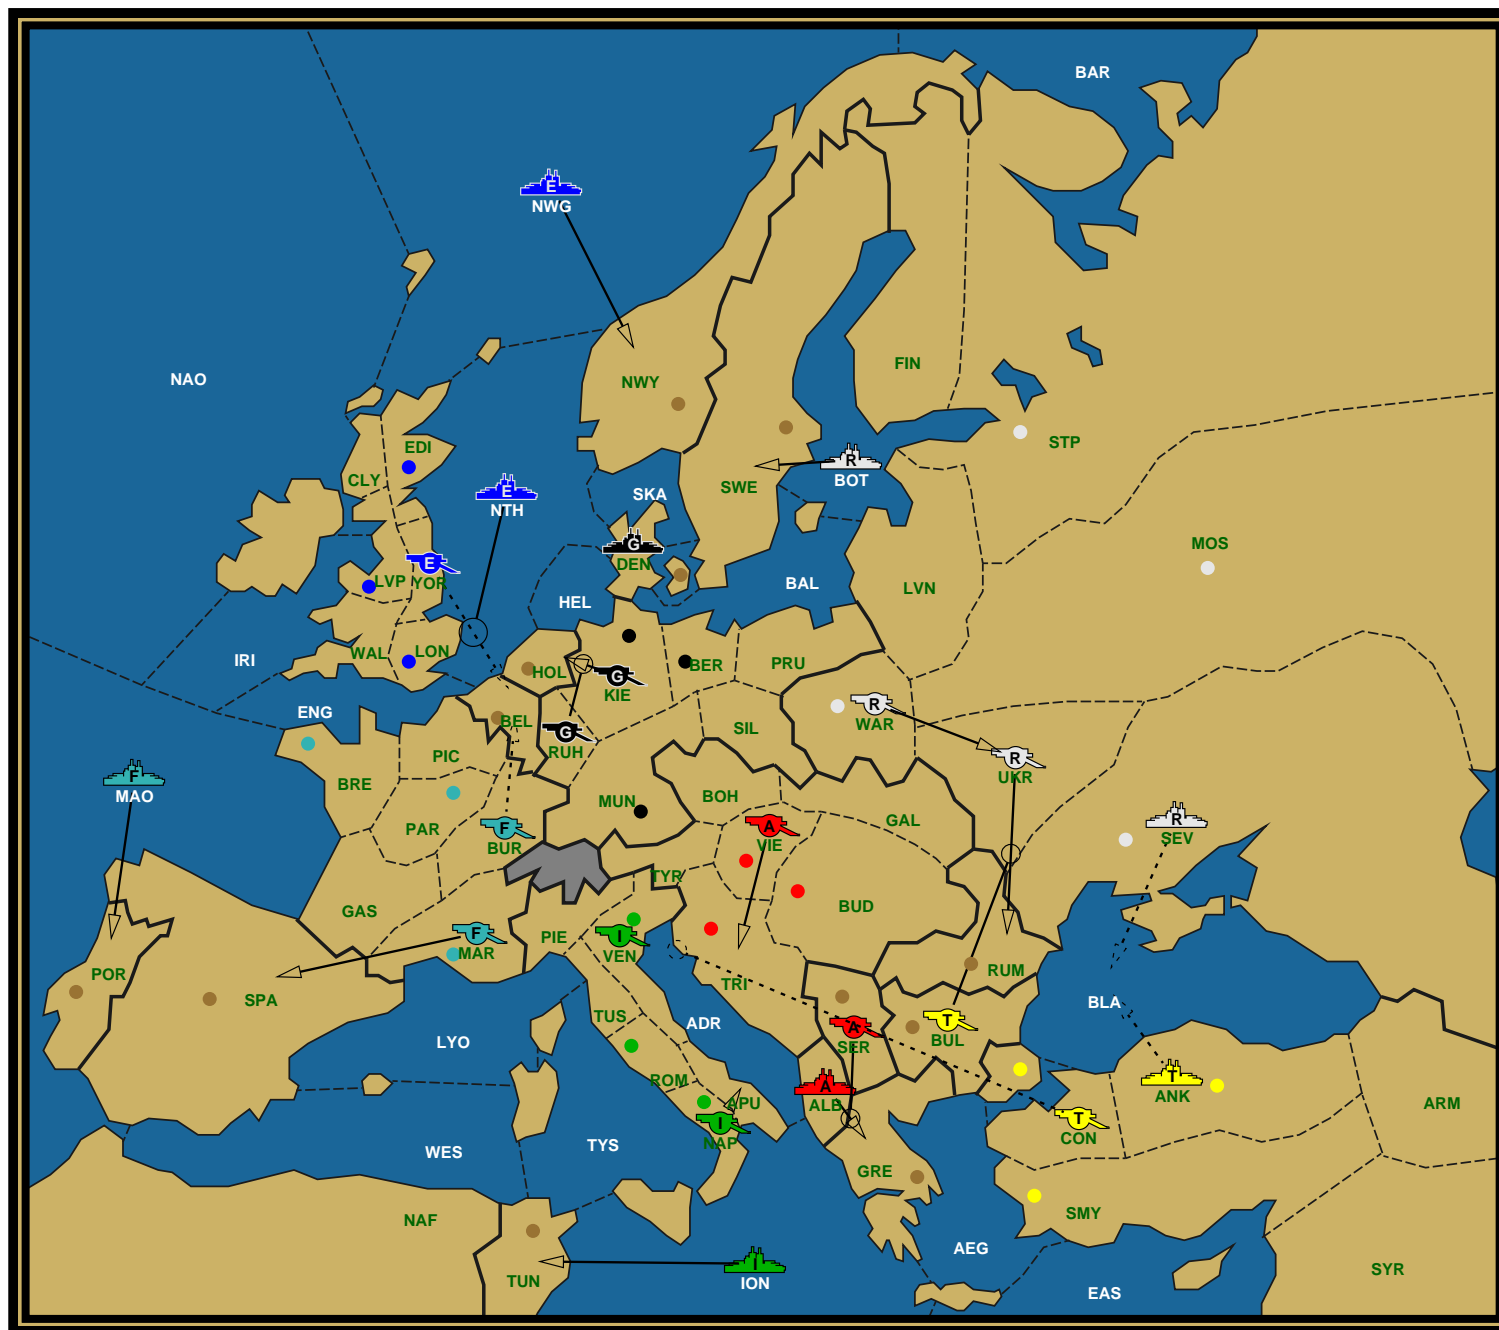 BAR
E
NWG
NAO
NWY
FIN
EDI
STP
CLY
R
BOT
SWE
SKA
E
NTH
G
DEN
MOS
E
YOR
LVP
HEL
BAL
LVN
IRI
WAL
LON
HOL
G
KIE
BER
PRU
ENG
BEL
G
RUH
SIL
R
WAR
PIC
BRE
F
MAO
R
UKR
MUN
BOH
PAR
F
BUR
A
VIE
GAL
R
SEV
TYR
GAS
BUD
F
MAR
PIE
I
VEN
POR
SPA
TRI
RUM
BLA
TUS
ADR
A
SER
T
BUL
LYO
ROM
A
ALB
APU
I
NAP
T
ANK
ARM
T
CON
WES
TYS
GRE
NAF
SMY
AEG
TUN
I
ION
EAS
SYR